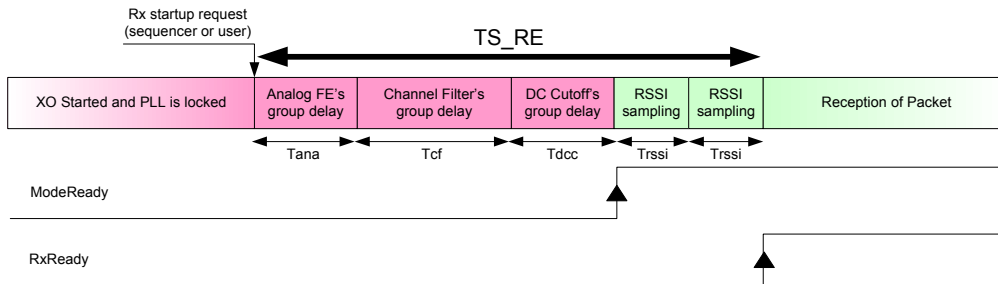 Rx startup request
(sequencer or user)
TS_RE
XO Started and PLL is locked
Analog FE's
group delay
Channel Filter's
group delay
DC Cutoff's
group delay
RSSI
sampling
RSSI
sampling
Reception of Packet
Tana
Tcf
Tdcc
Trssi
Trssi
ModeReady
RxReady